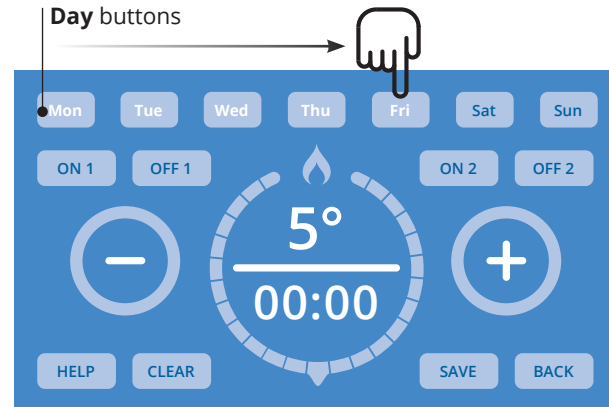 Day buttons
Mon Tue Wed Thu Fri Sat Sun
ON 1 OFF 1 ON 2 OFF 2
5°
00:00
HELP CLEAR SAVE BACK